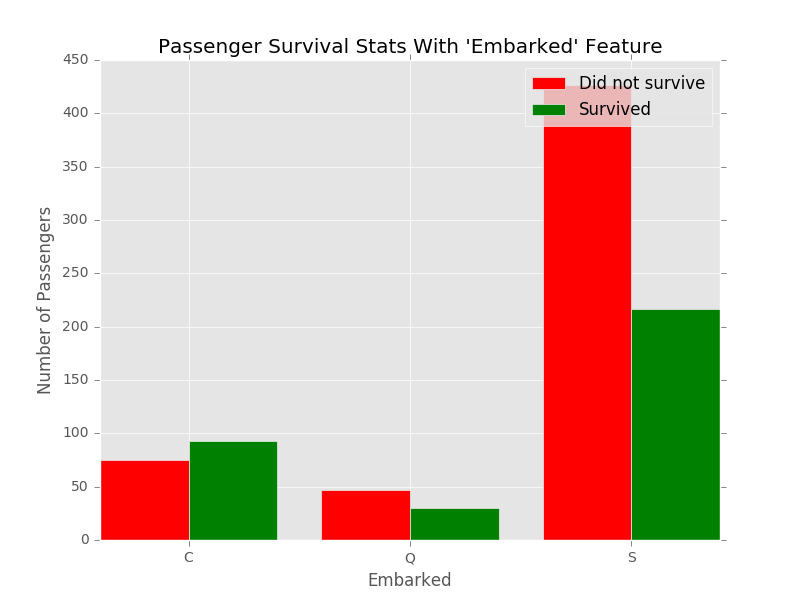 Passenger Survival Stats With 'Embarked' Feature
Did not survive
Survived
450
400
350
300
250
200
150
100
50
0
Number of Passengers
C Q S
Embarked